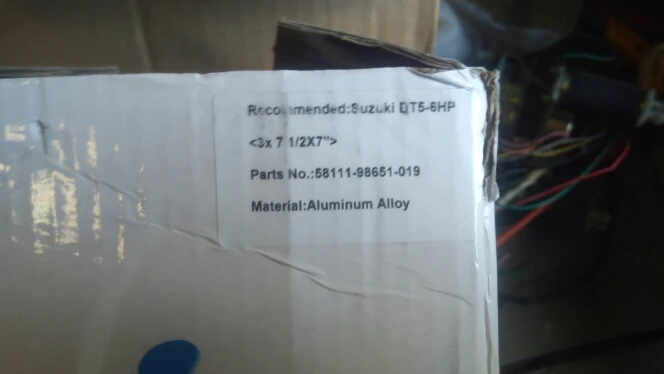 Recommended:Suzuki DT5-6HP
<3x 7 1/2X7">
Parts No.:58111-98651-019
Material:Aluminum Alloy